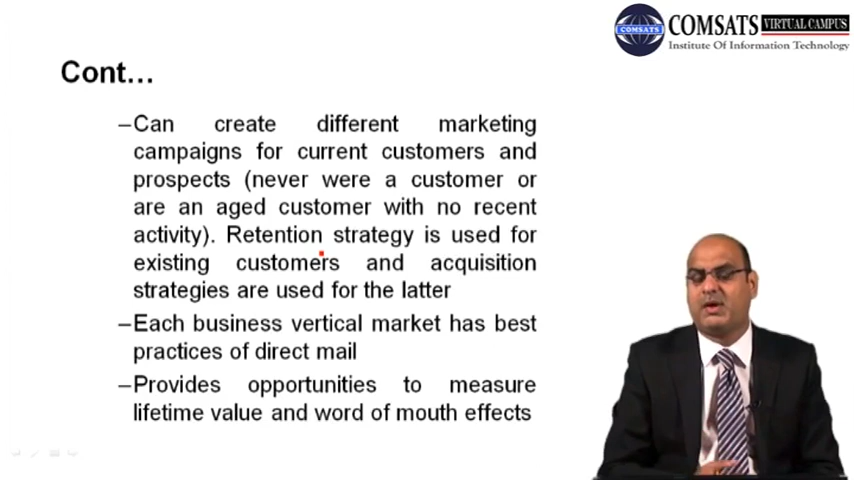 COMSATS VIRTUAL CAMPUS
COMSATS
Institute Of Information Technology
Cont...
–Can create different marketing
campaigns for current customers and
prospects (never were a customer or
are an aged customer with no recent
activity). Retention strategy is used for
existing customers and acquisition
strategies are used for the latter
–Each business vertical market has best
practices of direct mail
–Provides opportunities to measure
lifetime value and word of mouth effects